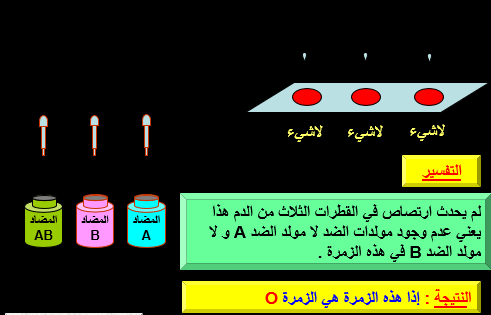 لاشيء لاشيء لاشيء
التفسير
المضاد A
المضاد B
المضاد AB
لم يحدث ارتصاص في القطرات الثلاث من الدم هذا
يعني عدم وجود مولدات الضد لا مولد الضد A و لا
مولد الضد B في هذه الزمرة .
النتيجة : إذا هذه الزمرة هي الزمرة O